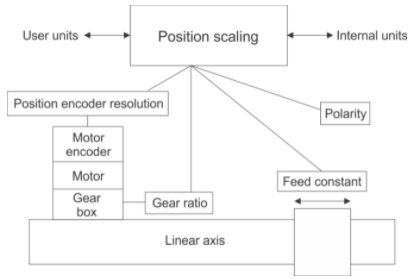 User units
Position scaling
Internal units
Position encoder resolution
Polarity
Motor
encoder
Motor
Feed constant
Gear
box
Gear ratio
Linear axis